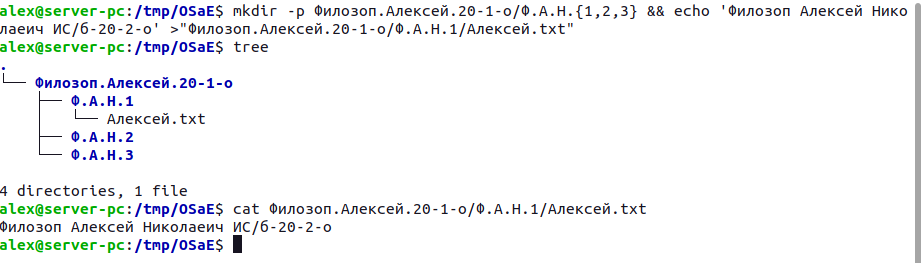 alex@server-pc:/tmp/OSaE$ mkdir -p Филозоп.Алексей.20-1-о/Ф.А.Н.{1,2,3} && echo 'Филозоп Алексей Нико
лаеич ИС/б-20-2-о' >"Филозоп.Алексей.20-1-о/Ф.А.Н.1/Алексей.txt"
alex@server-pc:/tmp/OSaE$ tree
.
└── Филозоп.Алексей.20-1-о
    ├── Ф.А.Н.1
    │   └── Алексей.txt
    ├── Ф.А.Н.2
    └── Ф.А.Н.3
4 directories, 1 file
alex@server-pc:/tmp/OSaE$ cat Филозоп.Алексей.20-1-о/Ф.А.Н.1/Алексей.txt
Филозоп Алексей Николаеич ИС/б-20-2-о
alex@server-pc:/tmp/OSaE$